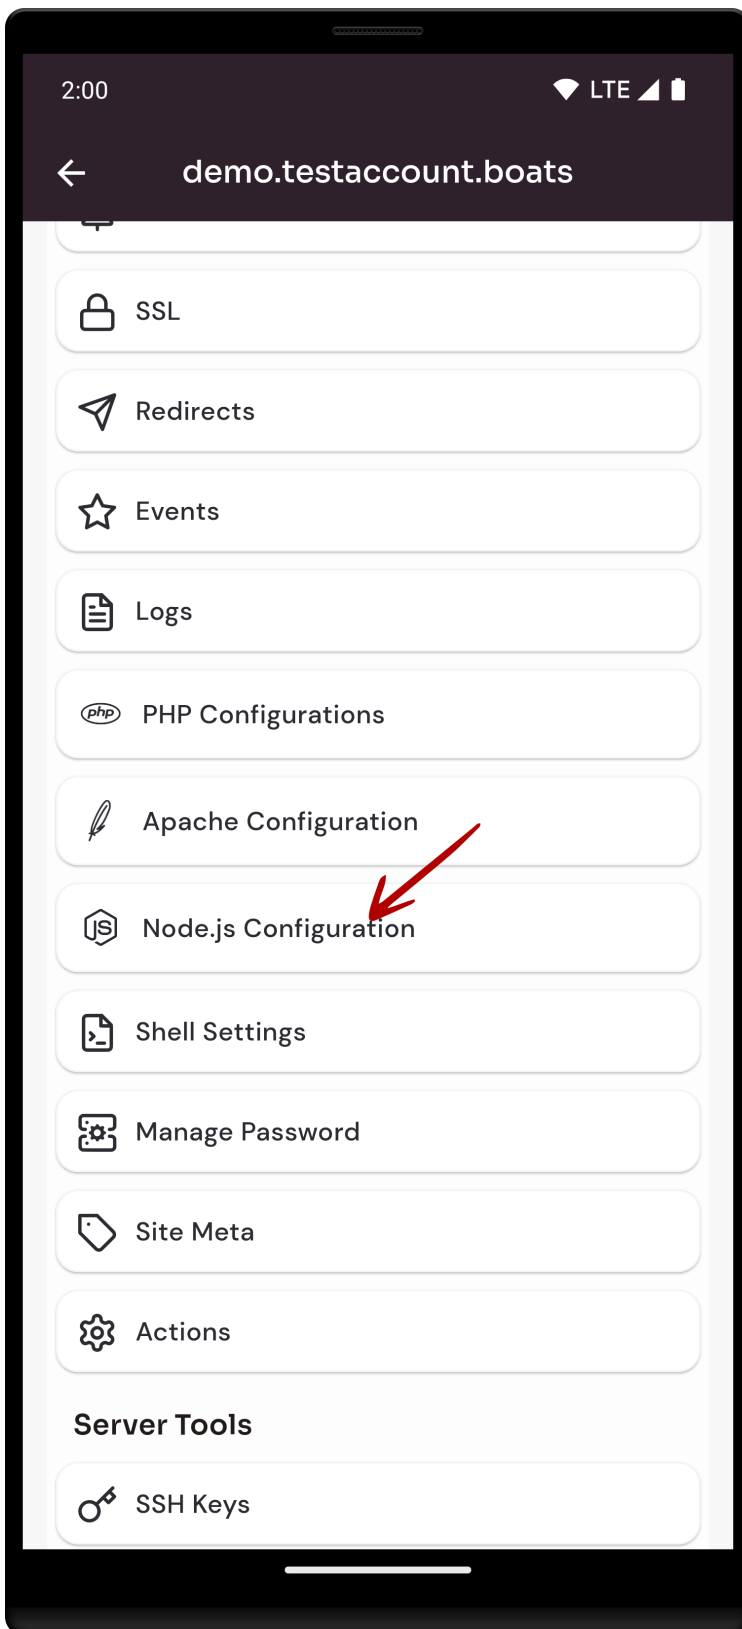 2:00 LTE
demo.testaccount.boats
SSL
Redirects
Events
Logs
php PHP Configurations
Apache Configuration
JS Node.js Configuration
Shell Settings
Manage Password
Site Meta
Actions
Server Tools
SSH Keys